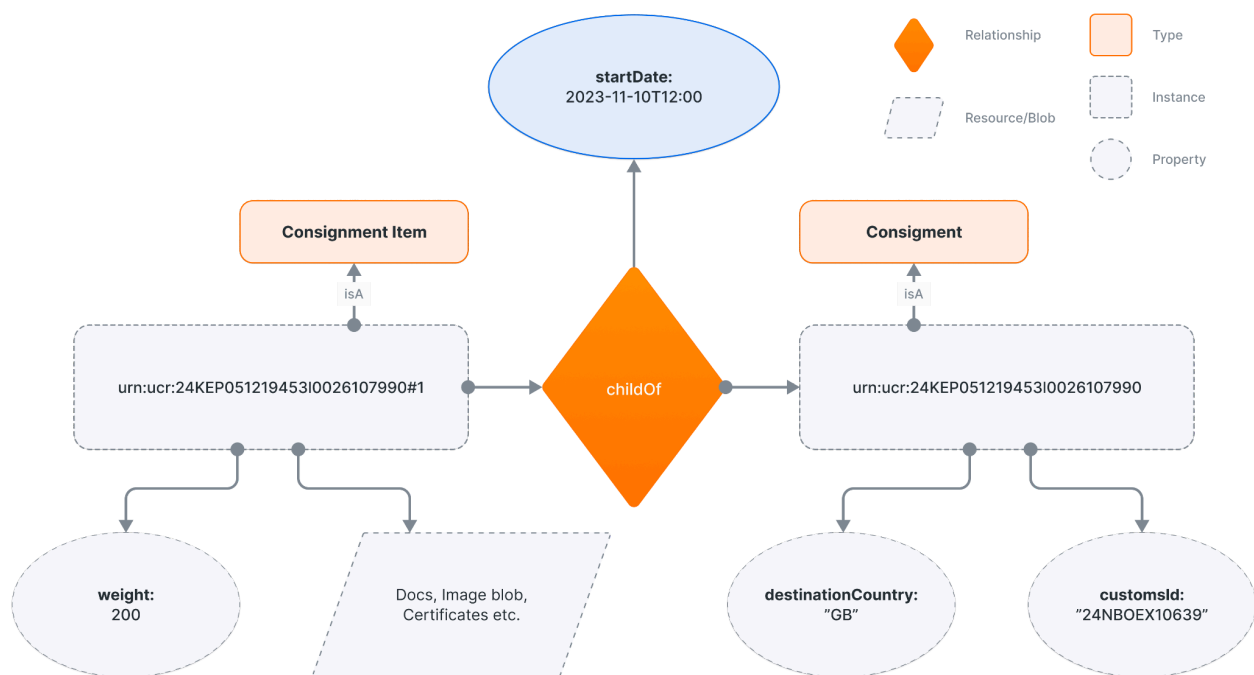 startDate:
2023-11-10T12:00
Relationship
Type
Resource/Blob
Instance
Property
Consignment Item
Consigment
isA
isA
urn:ucr:24KEP051219453I0026107990#1
childOf
urn:ucr:24KEP051219453I0026107990
weight:
200
Docs, Image blob,
Certificates etc.
destinationCountry:
”GB”
customsId:
”24NBOEX10639”